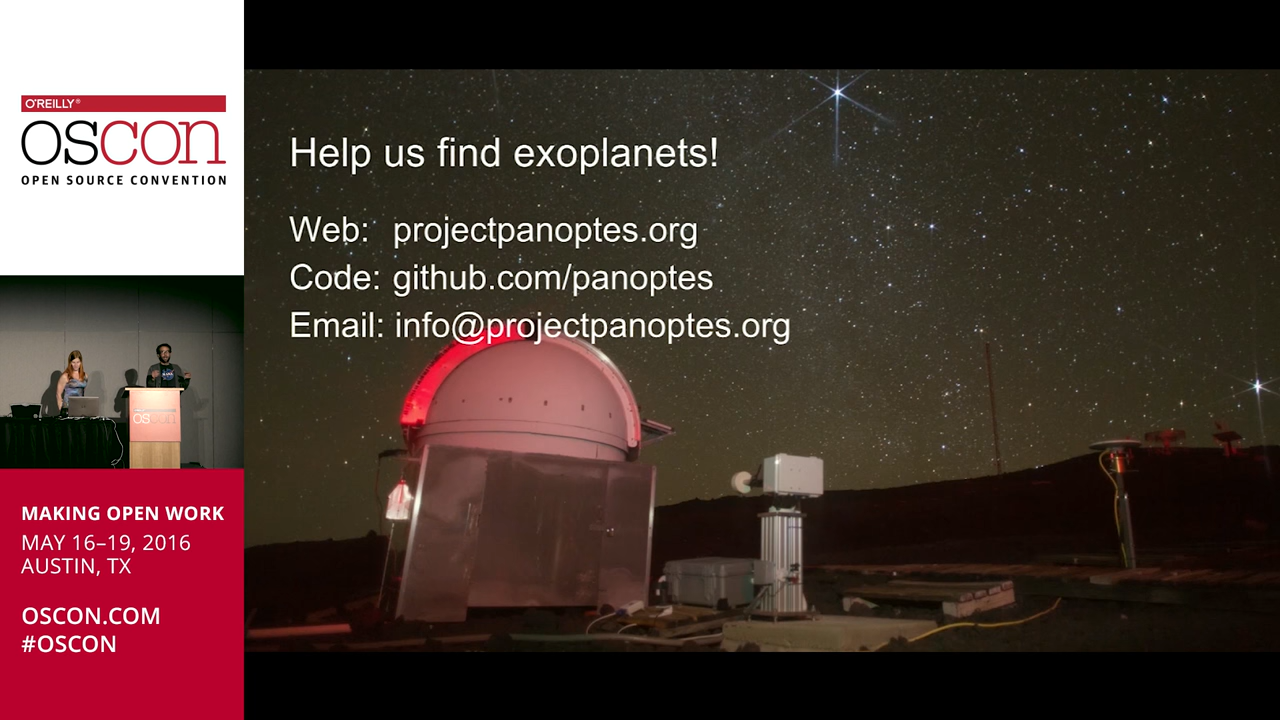 O'REILLY®
OSCON
OPEN SOURCE CONVENTION
OSCON
MAKING OPEN WORK
MAY 16–19, 2016
AUSTIN, TX
OSCON.COM
#OSCON
Help us find exoplanets!
Web: projectpanoptes.org
Code: github.com/panoptes
Email: info@projectpanoptes.org